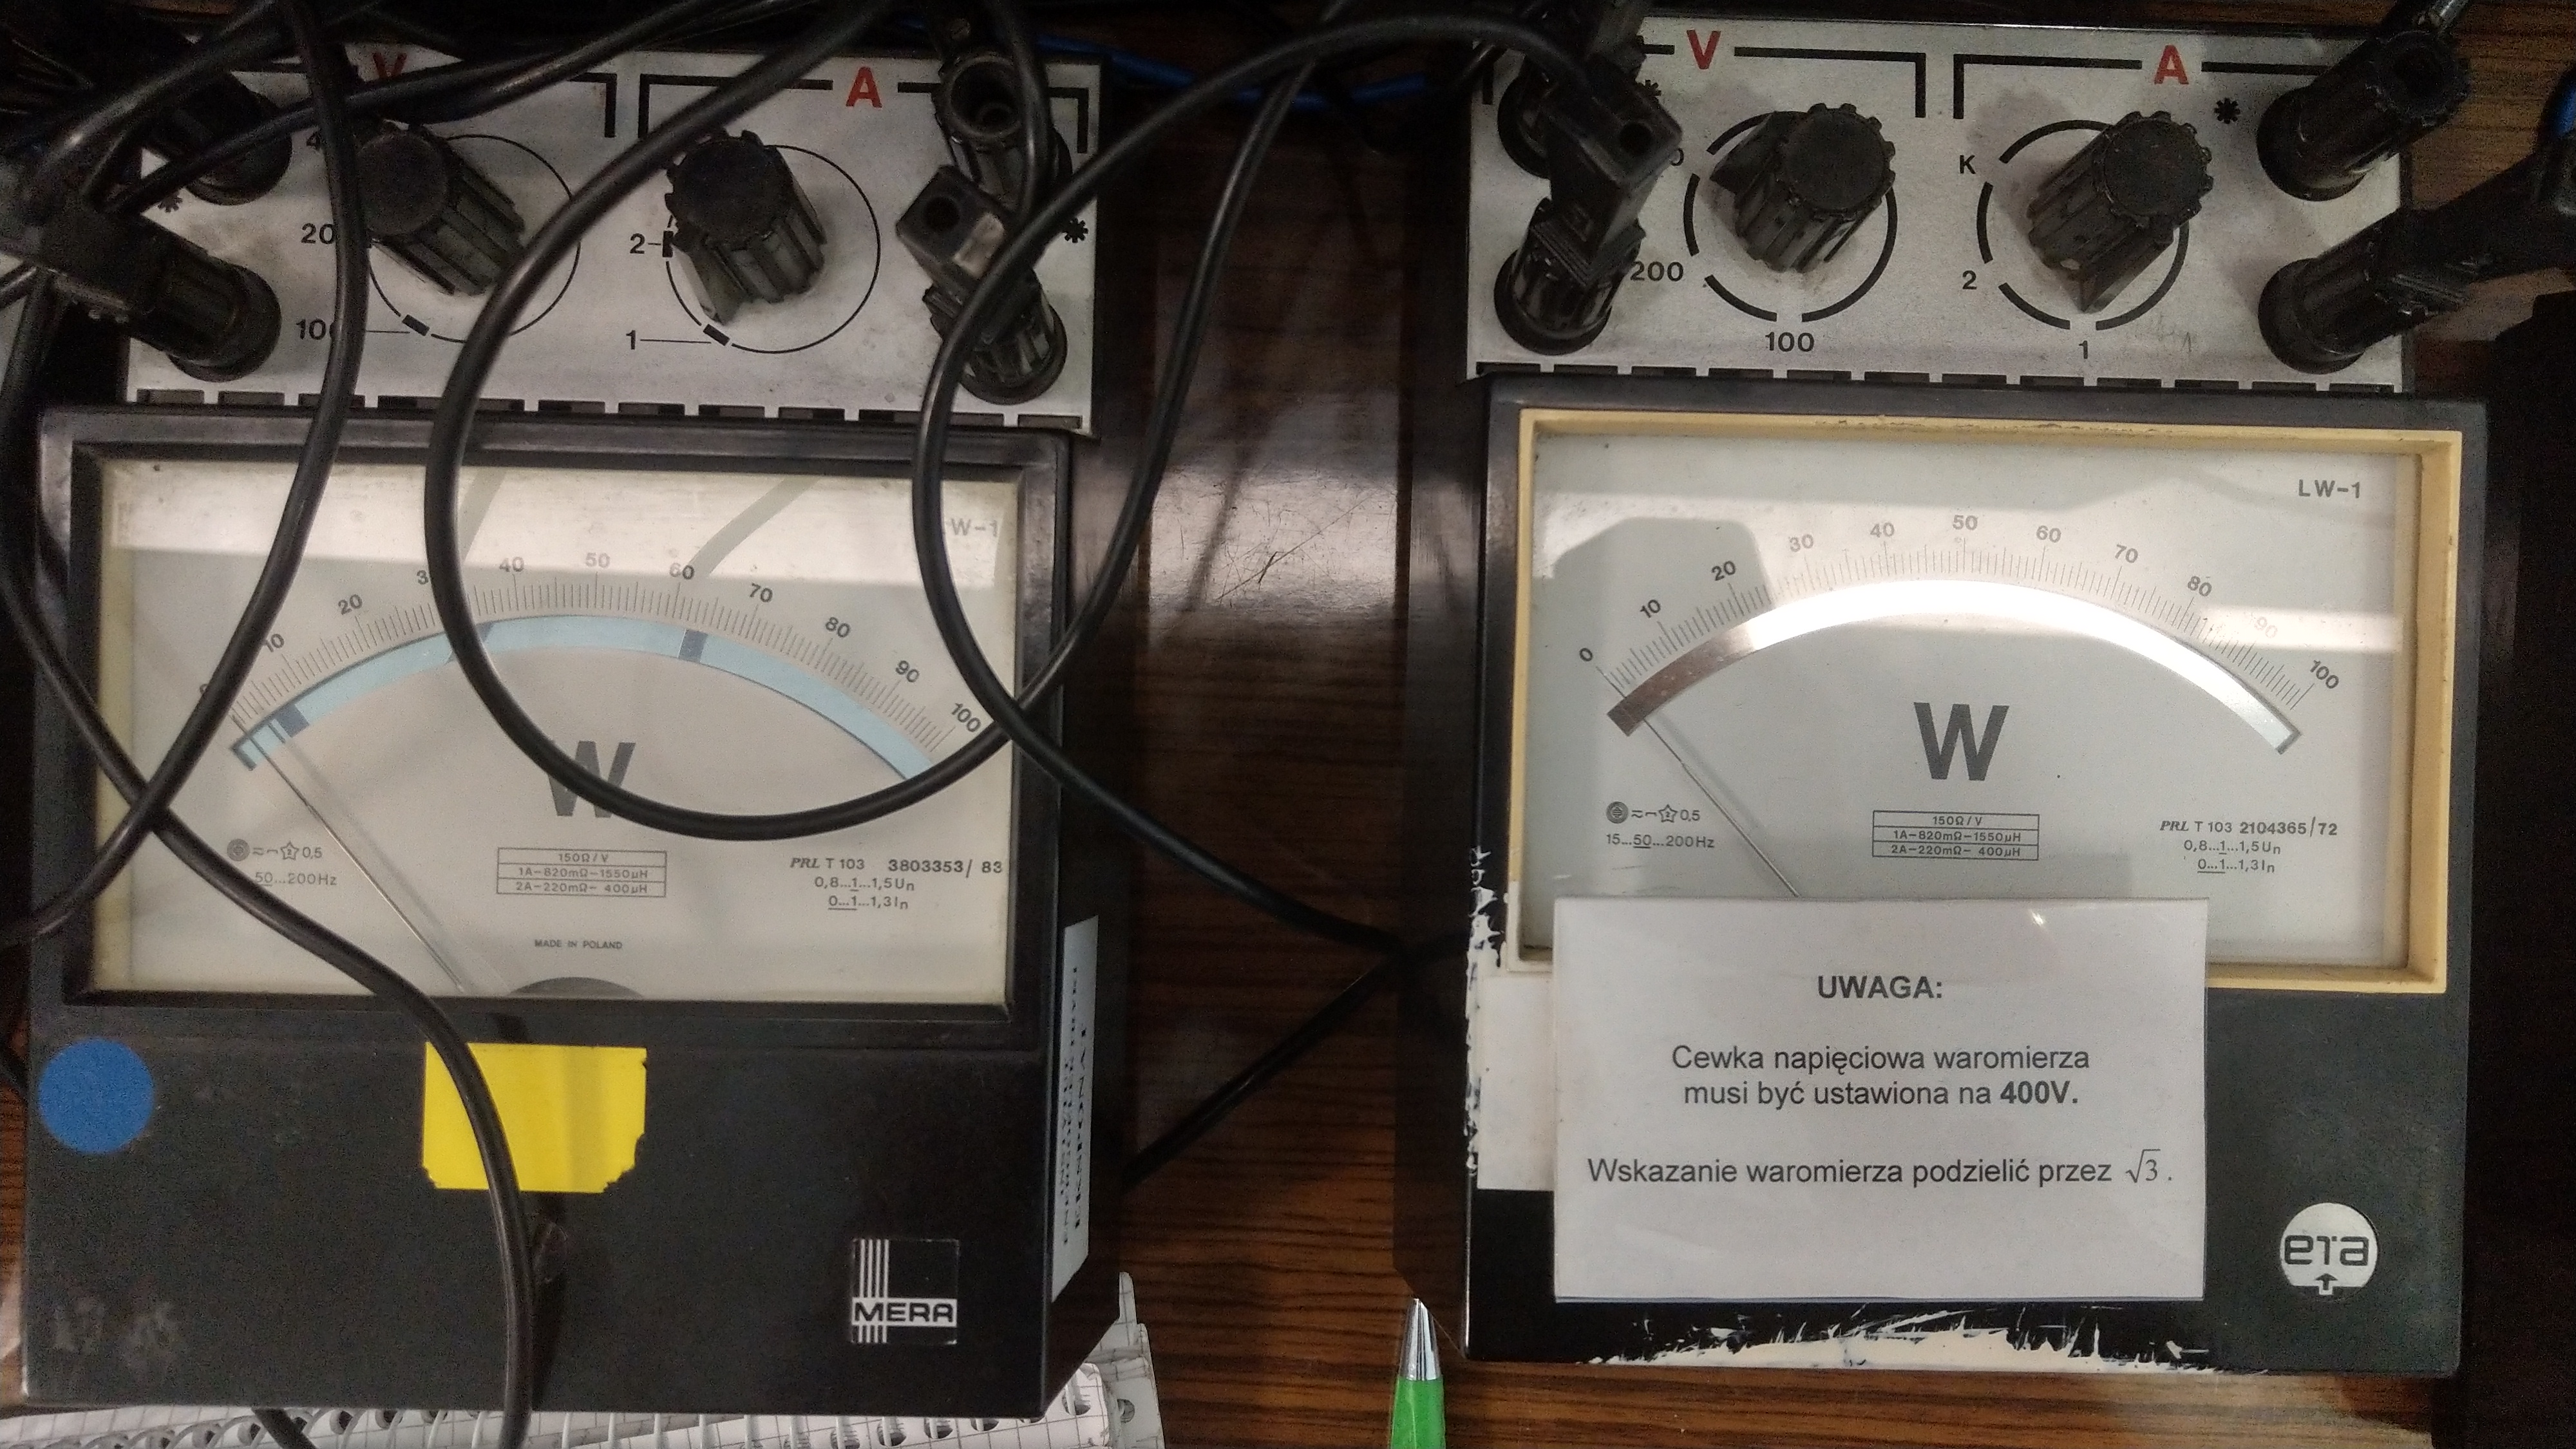 A
2
1
W-1
10
20
40
50
60
70
80
90
100
W
0,5
50...200Hz
150Ω/V
1A-820mΩ-1550µH
2A-220mΩ- 400µH
PRL T 103 3803353/ 83
0,8...1...1,5Un
0...1...1,3In
MADE IN POLAND
MERA
V
A
200
100
K
2
1
LW-1
0
10
20
30
40
50
60
70
80
90
100
W
0,5
15...50...200Hz
150Ω/V
1A-820mΩ-1550µH
2A-220mΩ- 400µH
PRL T 103 2104365/72
0,8...1...1,5Un
0...1...1,3In
UWAGA:
Cewka napięciowa waromierza
musi być ustawiona na 400V.
Wskazanie waromierza podzielić przez √3.
eta